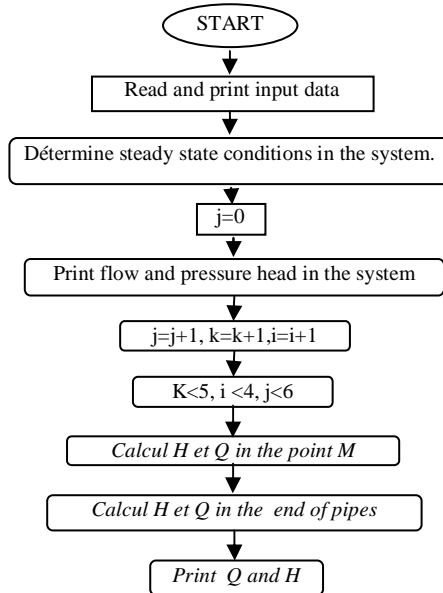 START
Read and print input data
Détermine steady state conditions in the system.
j=0
Print flow and pressure head in the system
j=j+1, k=k+1,i=i+1
K<5, i <4, j<6
Calcul H et Q in the point M
Calcul H et Q in the end of pipes
Print Q and H